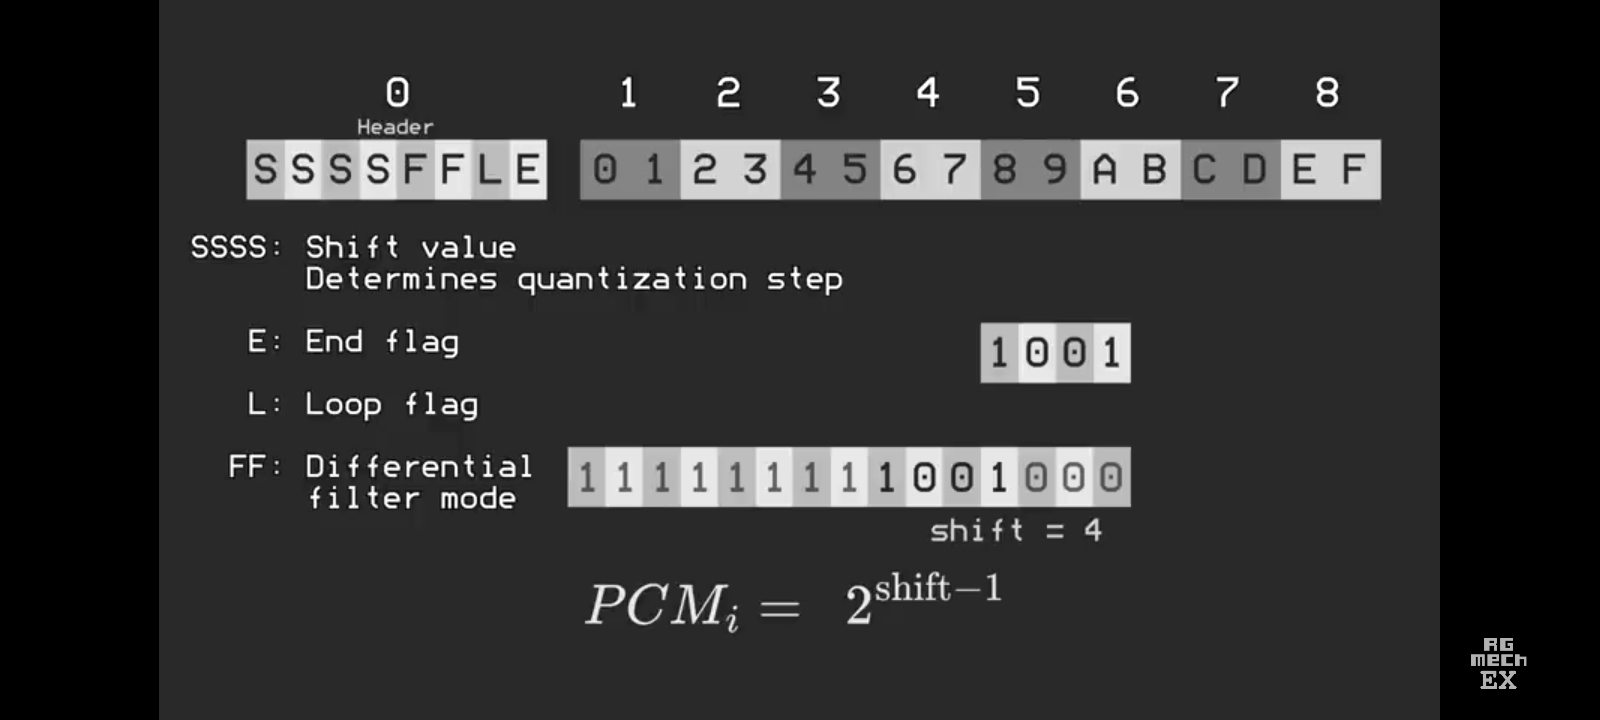 0 1 2 3 4 5 6 7 8
Header
S S S S F F L E 0 1 2 3 4 5 6 7 8 9 A B C D E F
SSSS: Shift value
Determines quantization step
E: End flag
1 0 0 1
L: Loop flag
FF: Differential
filter mode
1 1 1 1 1 1 1 1 1 0 0 1 0 0 0
shift = 4
PCM_i = 2^{shift−1}
RG
mech
EX